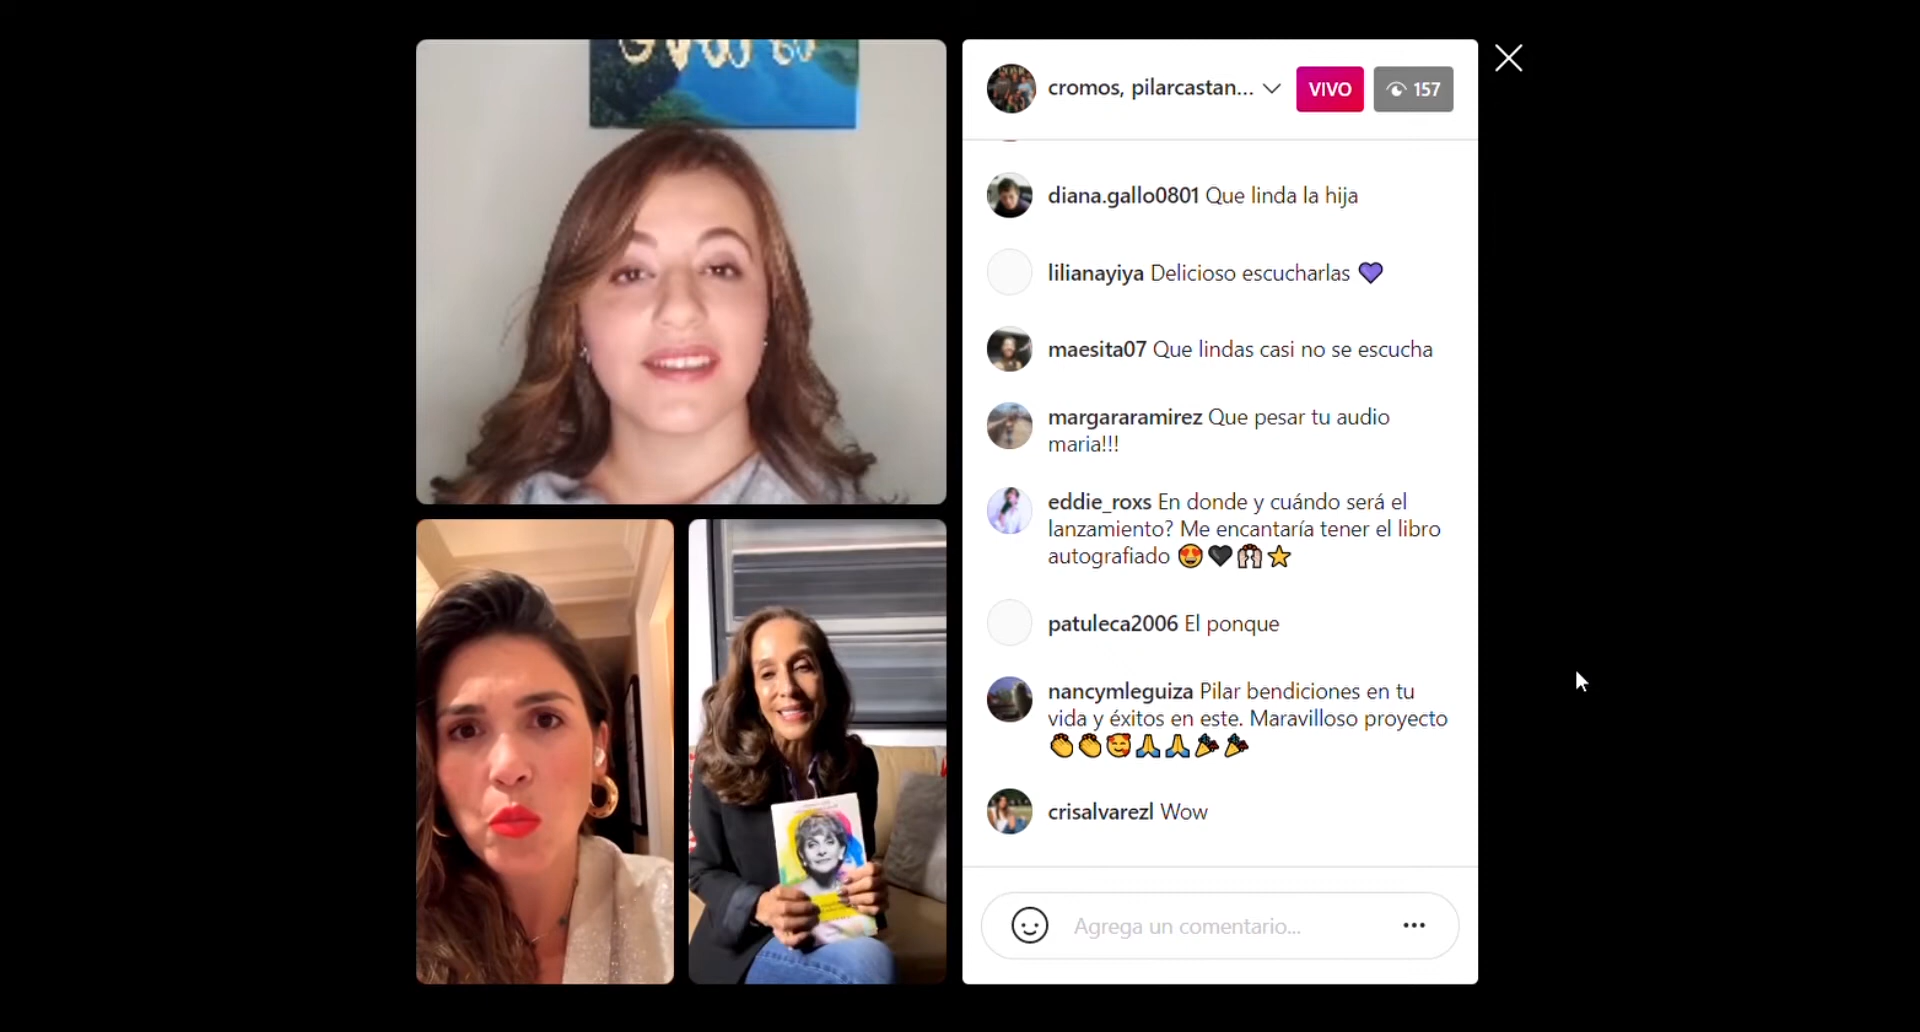 cromos, pilarcastan...
VIVO
157
diana.gallo0801 Que linda la hija
lilianayiya Delicioso escucharlas 💜
maesita07 Que lindas casi no se escucha
margararamirez Que pesar tu audio
maria!!!
eddie_roxs En donde y cuándo será el
lanzamiento? Me encantaría tener el libro
autografiado 😍🖤🙌🏻⭐
patuleca2006 El ponque
nancymleguiza Pilar bendiciones en tu
vida y éxitos en este. Maravilloso proyecto
👏👏🥰🙏🙏🎉🎉
crisalvarezl Wow
Agrega un comentario...